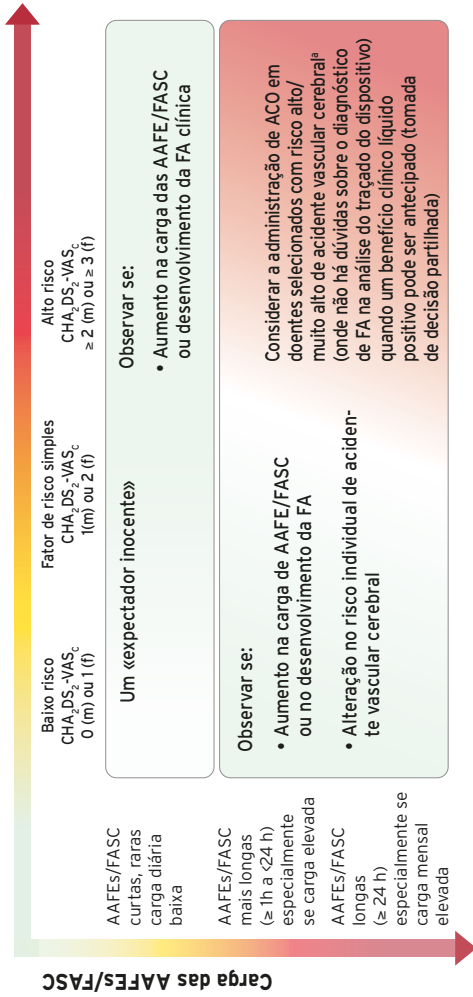 Baixo risco
CHA₂DS₂-VAS꜀
0 (m) ou 1 (f)
Fator de risco simples
CHA₂DS₂-VAS꜀
1(m) ou 2 (f)
Alto risco
CHA₂DS₂-VAS꜀
≥ 2 (m) ou ≥ 3 (f)
Carga das AAFEs/FASC
AAFEs/FASC
curtas, raras
carga diária
baixa
Um «expectador inocente»
Observar se:
• Aumento na carga das AAFE/FASC
ou desenvolvimento da FA clínica
AAFEs/FASC
mais longas
(≥ 1h a <24 h)
especialmente
se carga elevada
AAFEs/FASC
longas
(≥ 24 h)
especialmente se
carga mensal
elevada
Observar se:
• Aumento na carga de AAFE/FASC
ou no desenvolvimento da FA
• Alteração no risco individual de aciden-
te vascular cerebral
Considerar a administração de ACO em
doentes selecionados com risco alto/
muito alto de acidente vascular cerebralª
(onde não há dúvidas sobre o diagnóstico
de FA na análise do traçado do dispositivo)
quando um benefício clínico líquido
positivo pode ser antecipado (tomada
de decisão partilhada)